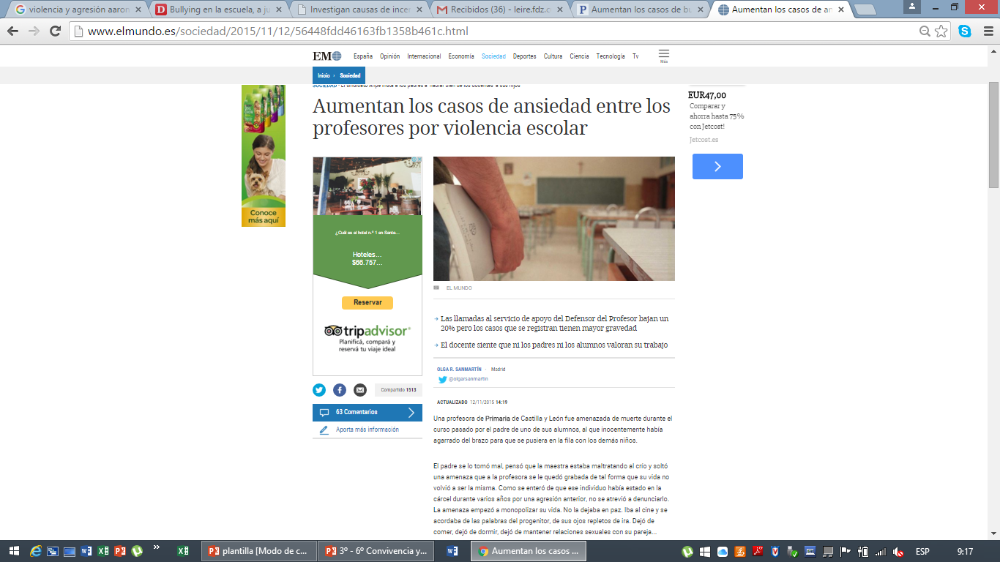 violencia y agresión aaron
Bullying en la escuela, a ju
Investigan causas de ince
Recibidos (36) - leire.fdz.c
Aumentan los casos de bu
Aumentan los casos de an
www.elmundo.es/sociedad/2015/11/12/56448fdd46163fb1358b461c.html
EM
España Opinión Internacional Economía Sociedad Deportes Cultura Ciencia Tecnología Tv
Más
Inicio › Sociedad
Aumentan los casos de ansiedad entre los
profesores por violencia escolar
Conoce
más aquí
EUR47,00
Comparar y
ahorra hasta 75%
con Jetcost!
Jetcost.es
¿Cuál es el hotel n.° 1 en Santa...
Hoteles...
$66.757...
Reservar
tripadvisor
Planificá, compará y
reservá tu viaje ideal
EL MUNDO
Las llamadas al servicio de apoyo del Defensor del Profesor bajan un
20% pero los casos que se registran tienen mayor gravedad
El docente siente que ni los padres ni los alumnos valoran su trabajo
OLGA R. SANMARTÍN · Madrid
@olgarsanmartin
Compartido 1513
63 Comentarios
Aporta más información
ACTUALIZADO 12/11/2015 14:19
Una profesora de Primaria de Castilla y León fue amenazada de muerte durante el
curso pasado por el padre de uno de sus alumnos, al que inocentemente había
agarrado del brazo para que se pusiera en la fila con los demás niños.
El padre se lo tomó mal, pensó que la maestra estaba maltratando al crío y soltó
una amenaza que a la profesora se le quedó grabada de tal forma que su vida no
volvió a ser la misma. Como se enteró de que ese individuo había estado en la
cárcel durante varios años por una agresión anterior, no se atrevió a denunciarlo.
La amenaza empezó a monopolizar su vida. No la dejaba en paz. Iba al cine y se
acordaba de las palabras del progenitor, de sus ojos repletos de ira. Dejó de
comer, dejó de dormir, dejó de mantener relaciones sexuales con su pareja...
plantilla [Modo de c...
3º - 6º Convivencia y...
Aumentan los casos ...
ESP
9:17